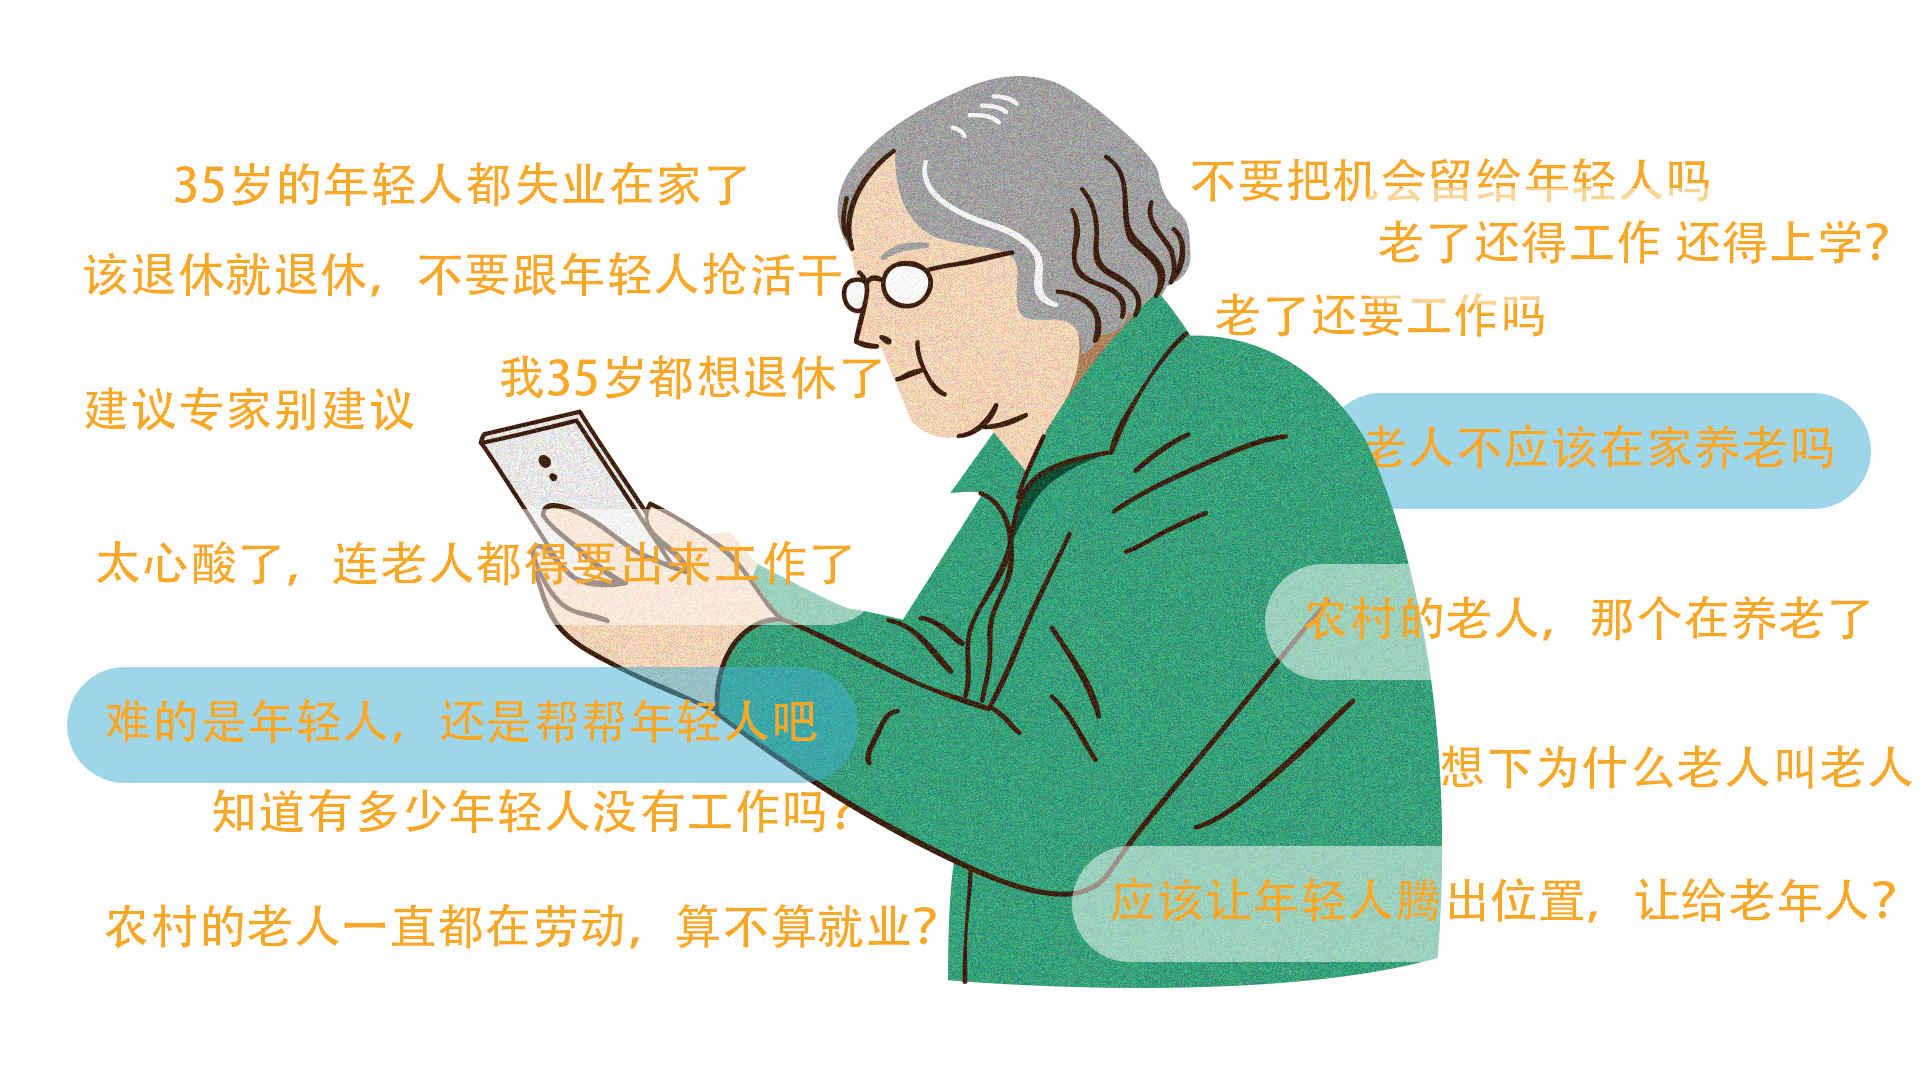 35岁的年轻人都失业在家了
该退休就退休，不要跟年轻人抢活干
我35岁都想退休了
建议专家别建议
太心酸了，连老人都得要出来工作了
难的是年轻人，还是帮帮年轻人吧
知道有多少年轻人没有工作吗？
农村的老人一直都在劳动，算不算就业？
不要把机会留给年轻人吗
老了还得工作 还得上学？
老了还要工作吗
老人不应该在家养老吗
农村的老人，那个在养老了
想下为什么老人叫老人
应该让年轻人腾出位置，让给老年人？